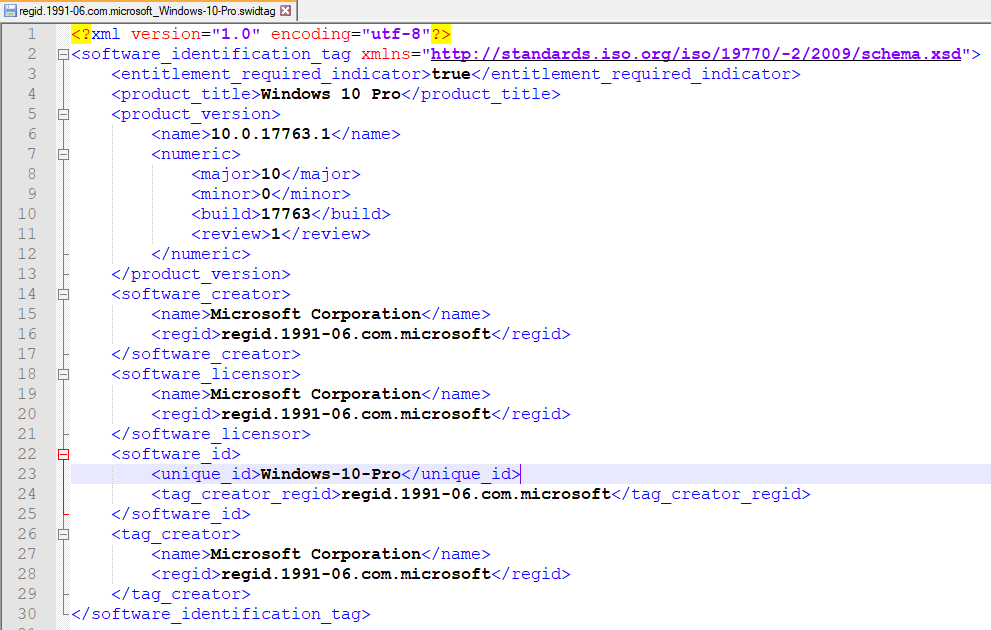 regid.1991-06.com.microsoft_Windows-10-Pro.swidtag
1 <?xml version="1.0" encoding="utf-8"?>
2 <software_identification_tag xmlns="http://standards.iso.org/iso/19770/-2/2009/schema.xsd">
3 <entitlement_required_indicator>true</entitlement_required_indicator>
4 <product_title>Windows 10 Pro</product_title>
5 <product_version>
6 <name>10.0.17763.1</name>
7 <numeric>
8 <major>10</major>
9 <minor>0</minor>
10 <build>17763</build>
11 <review>1</review>
12 </numeric>
13 </product_version>
14 <software_creator>
15 <name>Microsoft Corporation</name>
16 <regid>regid.1991-06.com.microsoft</regid>
17 </software_creator>
18 <software_licensor>
19 <name>Microsoft Corporation</name>
20 <regid>regid.1991-06.com.microsoft</regid>
21 </software_licensor>
22 <software_id>
23 <unique_id>Windows-10-Pro</unique_id>
24 <tag_creator_regid>regid.1991-06.com.microsoft</tag_creator_regid>
25 </software_id>
26 <tag_creator>
27 <name>Microsoft Corporation</name>
28 <regid>regid.1991-06.com.microsoft</regid>
29 </tag_creator>
30 </software_identification_tag>